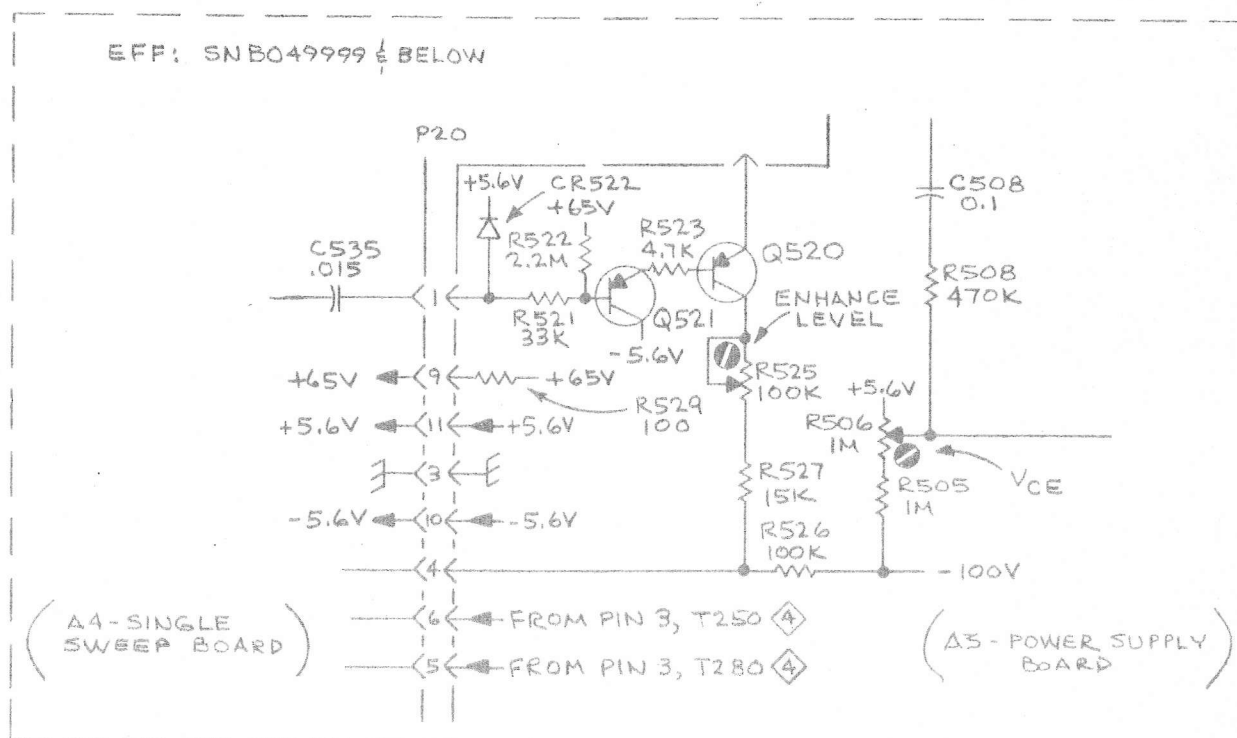 EFF: SNB049999 & BELOW
P20
+5.6V
CR522
+65V
C508
0.1
R523
4.7K
C535
.015
R522
2.2M
Q520
R508
470K
1
ENHANCE
LEVEL
R521
33K
Q521
-5.6V
R525
100K
+65V
9
+65V
+5.6V
R529
100
R506
1M
+5.6V
11
+5.6V
VCE
3
R527
15K
R505
1M
-5.6V
10
-5.6V
R526
100K
4
-100V
(A4-SINGLE
SWEEP BOARD)
6
FROM PIN 3, T250 4
(A5-POWER SUPPLY
BOARD)
5
FROM PIN 3, T280 4